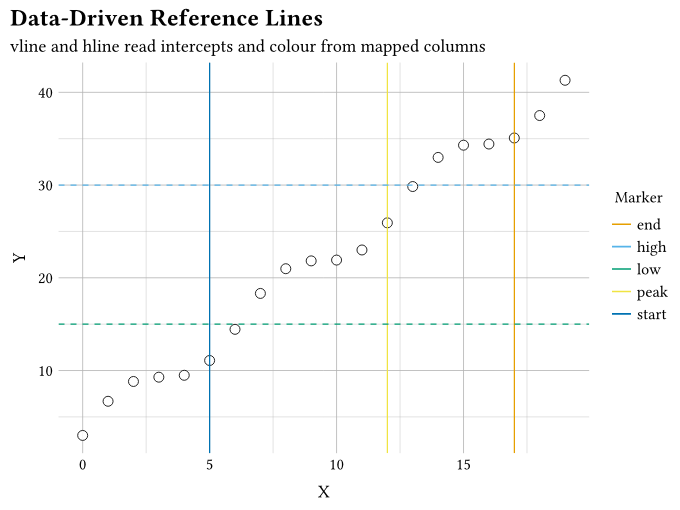 Data-Driven Reference Lines
vline and hline read intercepts and colour from mapped columns
40
30
20
10
Y
0 5 10 15
X
Marker
end
high
low
peak
start